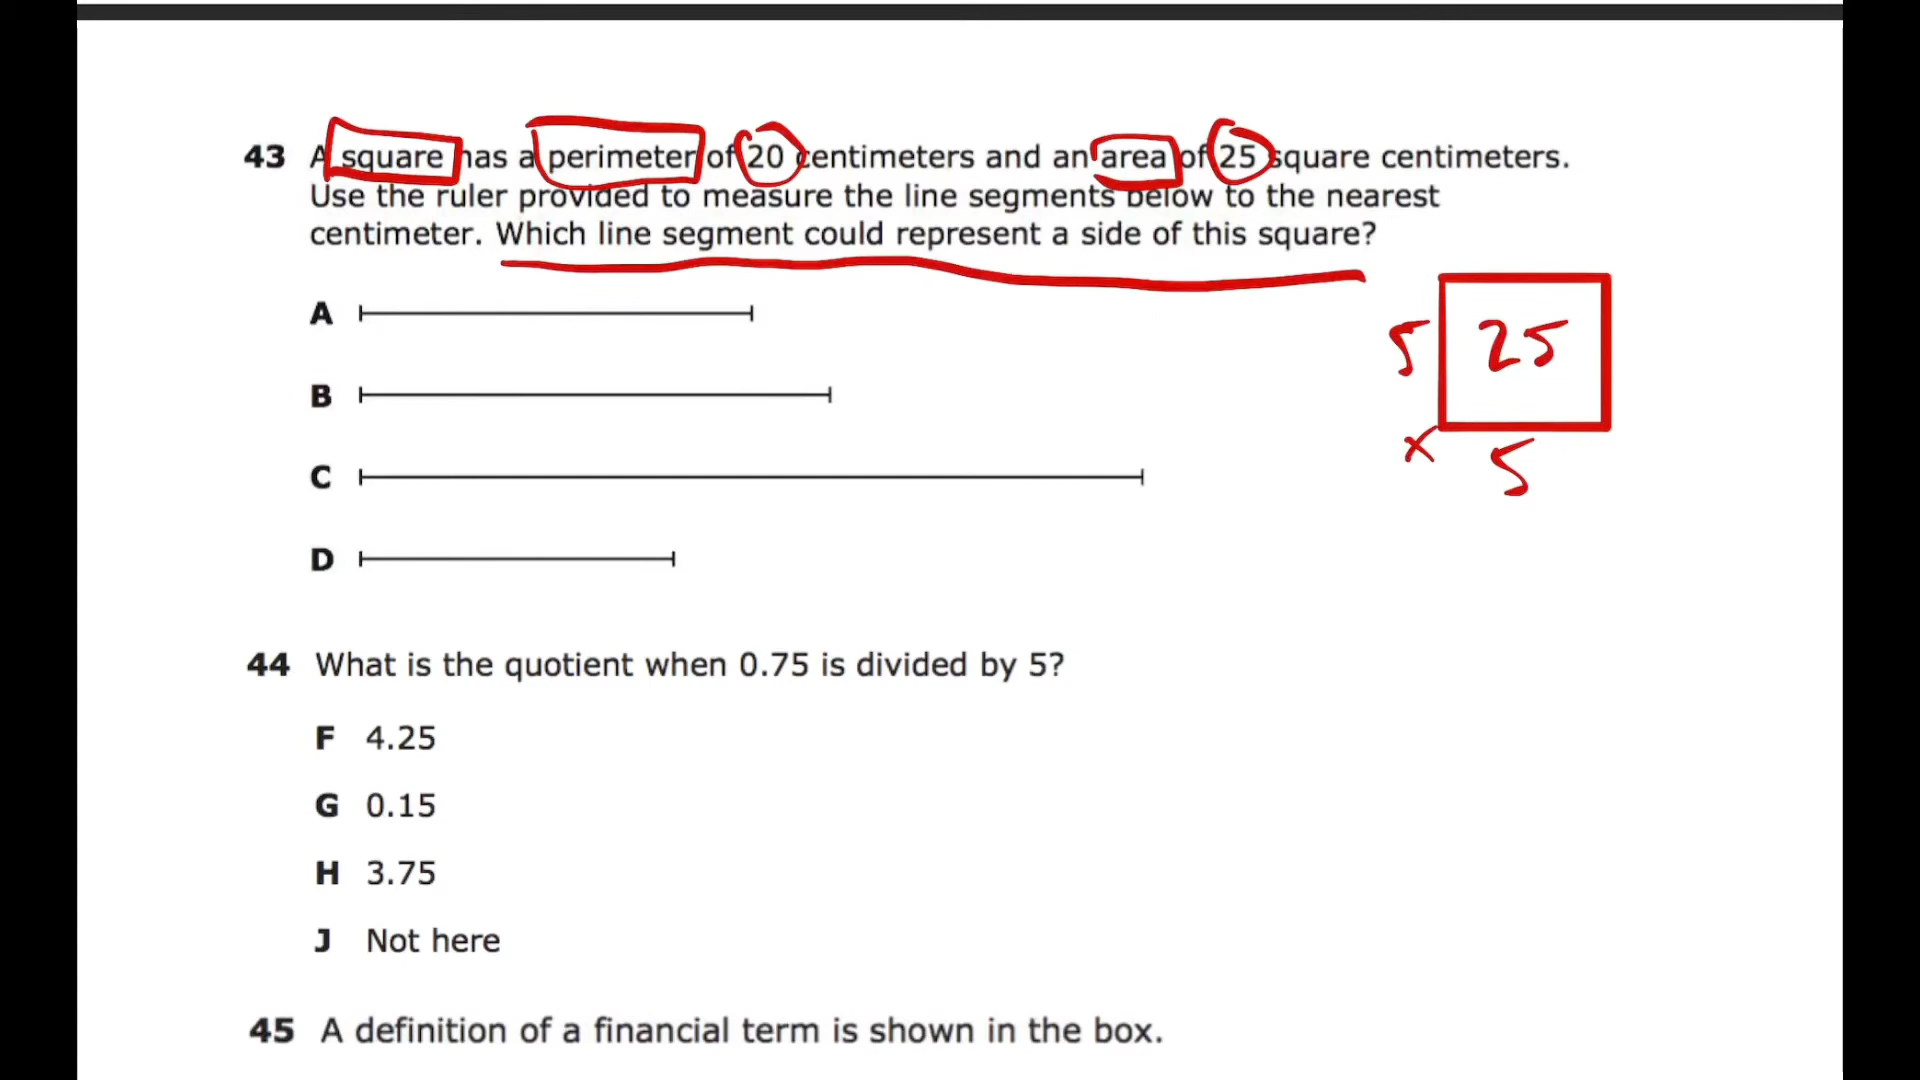 43 A square has a perimeter of 20 centimeters and an area of 25 square centimeters.
Use the ruler provided to measure the line segments below to the nearest
centimeter. Which line segment could represent a side of this square?
A
B
C
D
5 25
x 5
44 What is the quotient when 0.75 is divided by 5?
F 4.25
G 0.15
H 3.75
J Not here
45 A definition of a financial term is shown in the box.